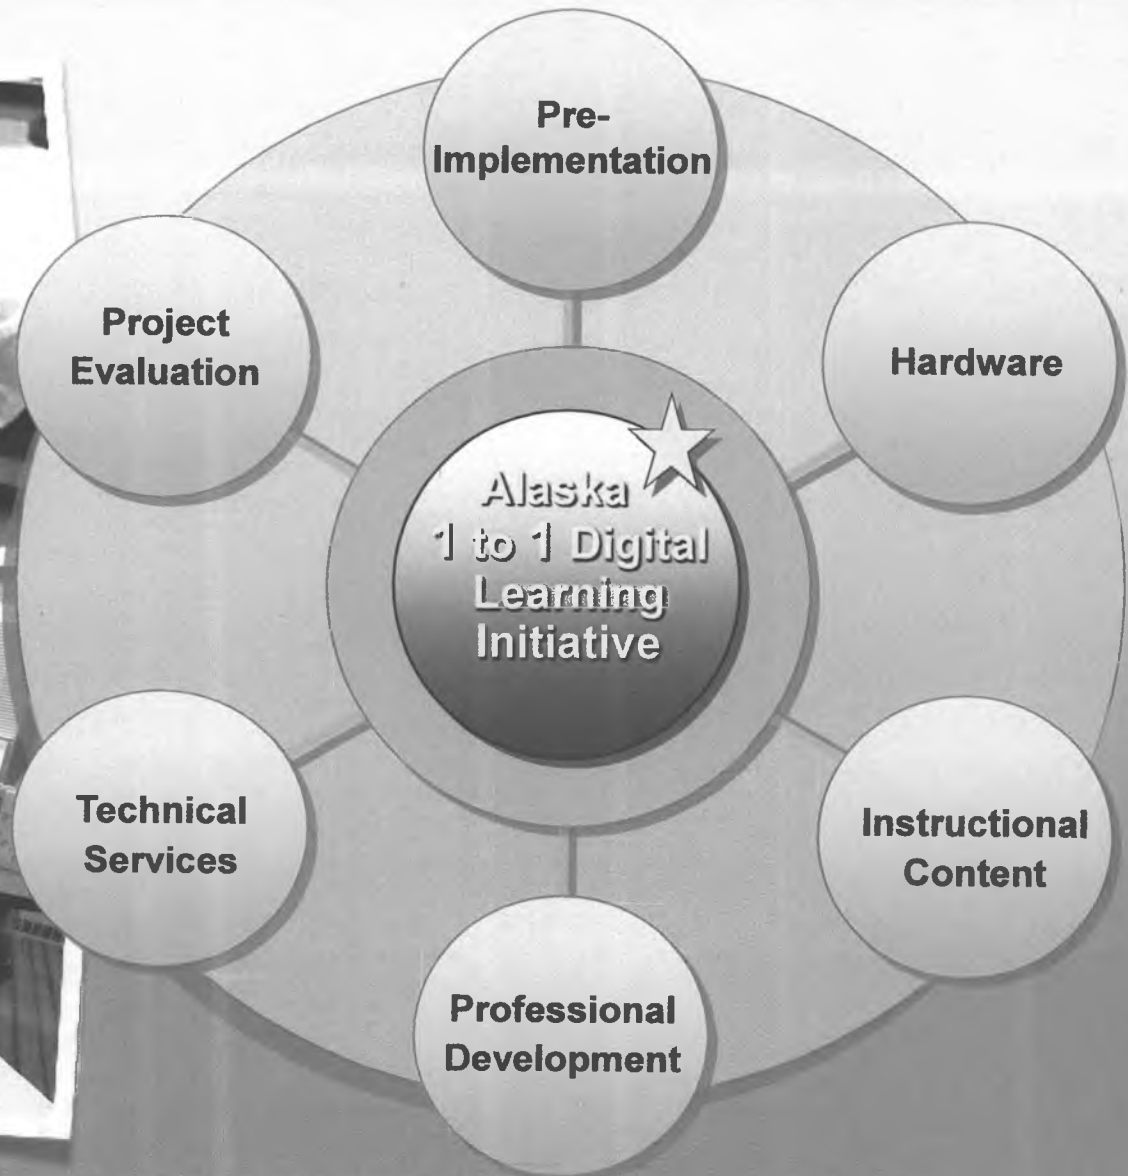 Pre-
Implementation
Project
Evaluation
Hardware
Alaska
1 to 1 Digital
Learning
Initiative
Technical
Services
Instructional
Content
Professional
Development